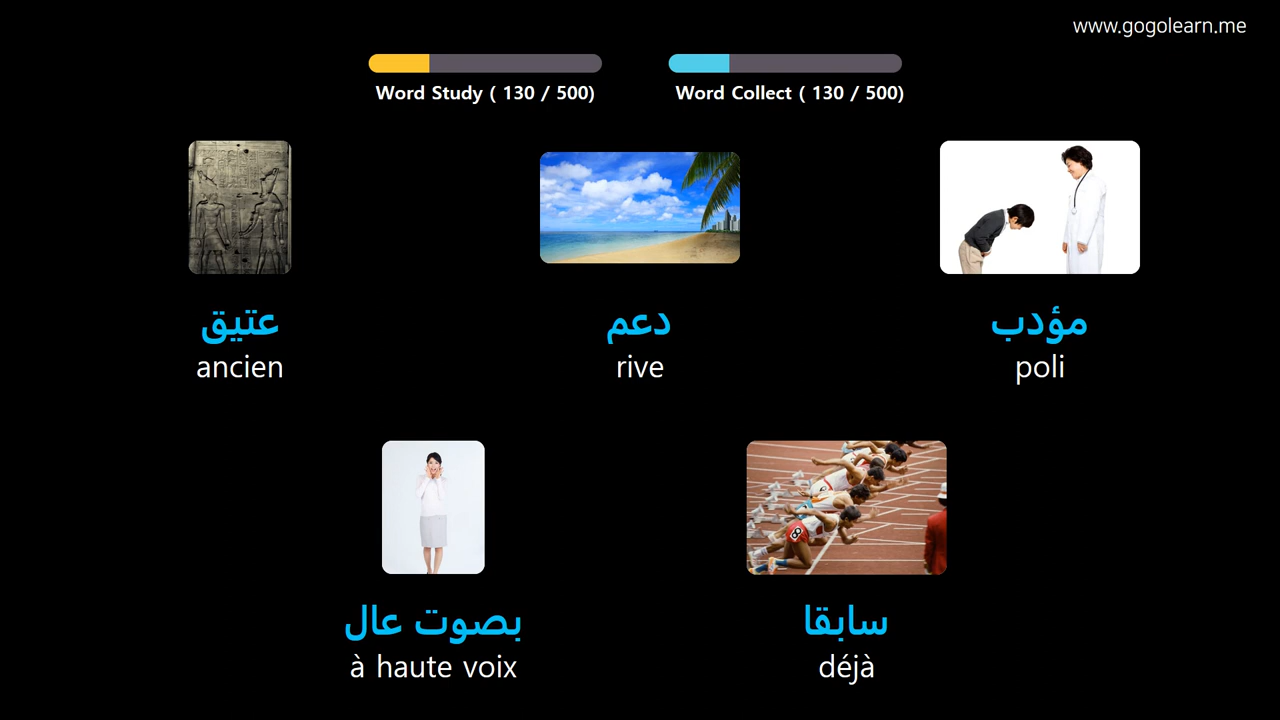 www.gogolearn.me
Word Study ( 130 / 500)
Word Collect ( 130 / 500)
عتيق
ancien
دعم
rive
مؤدب
poli
بصوت عال
à haute voix
سابقا
déjà